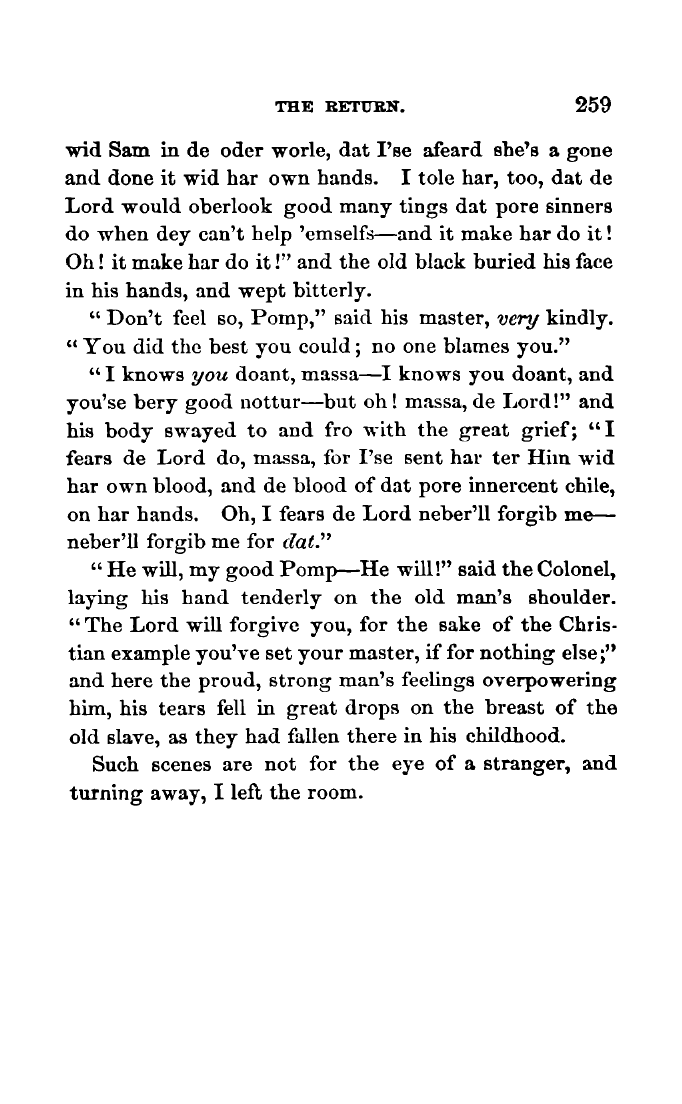 THE RETURN. 259
wid Sam in de oder worle, dat I'se afeard she's a gone
and done it wid har own hands. I tole har, too, dat de
Lord would oberlook good many tings dat pore sinners
do when dey can't help 'emselfs—and it make har do it!
Oh! it make har do it!" and the old black buried his face
in his hands, and wept bitterly.
"Don't feel so, Pomp," said his master, very kindly.
"You did the best you could; no one blames you."
"I knows you doant, massa—I knows you doant, and
you'se bery good nottur—but oh! massa, de Lord!" and
his body swayed to and fro with the great grief; "I
fears de Lord do, massa, for I'se sent har ter Him wid
har own blood, and de blood of dat pore innercent chile,
on har hands. Oh, I fears de Lord neber'll forgib me—
neber'll forgib me for dat."
"He will, my good Pomp—He will!" said the Colonel,
laying his hand tenderly on the old man's shoulder.
"The Lord will forgive you, for the sake of the Chris-
tian example you've set your master, if for nothing else;"
and here the proud, strong man's feelings overpowering
him, his tears fell in great drops on the breast of the
old slave, as they had fallen there in his childhood.
Such scenes are not for the eye of a stranger, and
turning away, I left the room.